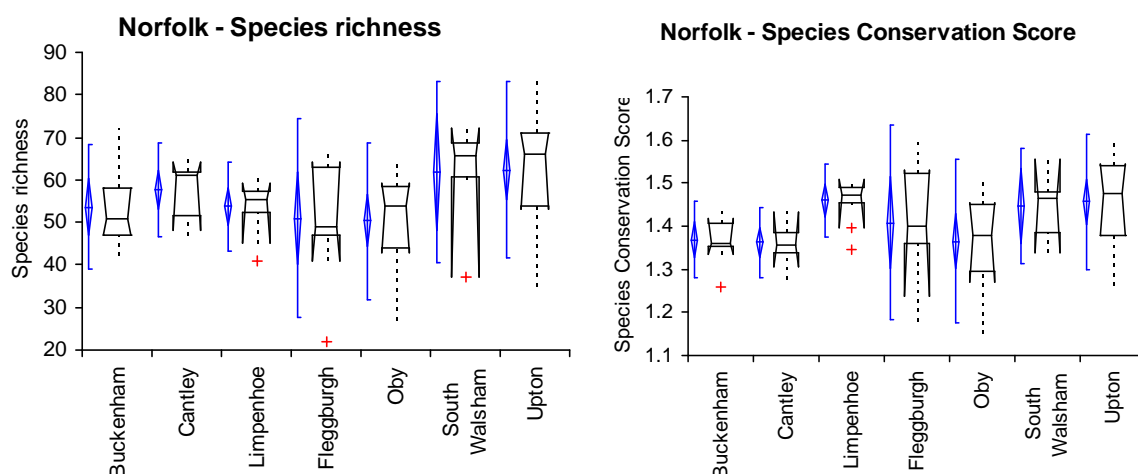 Norfolk - Species richness
Species richness
90
80
70
60
50
40
30
20
Buckenham
Cantley
Limpenhoe
Fleggburgh
Oby
South
Walsham
Upton
Norfolk - Species Conservation Score
Species Conservation Score
1.7
1.6
1.5
1.4
1.3
1.2
1.1
Buckenham
Cantley
Limpenhoe
Fleggburgh
Oby
South
Walsham
Upton